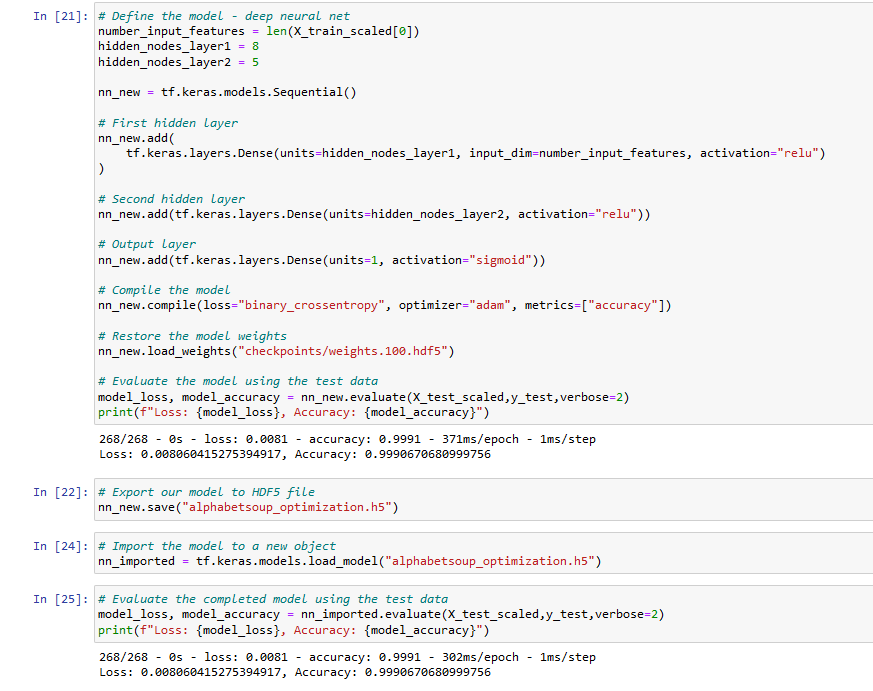 In [21]: # Define the model - deep neural net
number_input_features = len(X_train_scaled[0])
hidden_nodes_layer1 = 8
hidden_nodes_layer2 = 5
nn_new = tf.keras.models.Sequential()
# First hidden layer
nn_new.add(
    tf.keras.layers.Dense(units=hidden_nodes_layer1, input_dim=number_input_features, activation="relu")
)
# Second hidden layer
nn_new.add(tf.keras.layers.Dense(units=hidden_nodes_layer2, activation="relu"))
# Output layer
nn_new.add(tf.keras.layers.Dense(units=1, activation="sigmoid"))
# Compile the model
nn_new.compile(loss="binary_crossentropy", optimizer="adam", metrics=["accuracy"])
# Restore the model weights
nn_new.load_weights("checkpoints/weights.100.hdf5")
# Evaluate the model using the test data
model_loss, model_accuracy = nn_new.evaluate(X_test_scaled,y_test,verbose=2)
print(f"Loss: {model_loss}, Accuracy: {model_accuracy}")
268/268 - 0s - loss: 0.0081 - accuracy: 0.9991 - 371ms/epoch - 1ms/step
Loss: 0.008060415275394917, Accuracy: 0.9990670680999756
In [22]: # Export our model to HDF5 file
nn_new.save("alphabetsoup_optimization.h5")
In [24]: # Import the model to a new object
nn_imported = tf.keras.models.load_model("alphabetsoup_optimization.h5")
In [25]: # Evaluate the completed model using the test data
model_loss, model_accuracy = nn_imported.evaluate(X_test_scaled,y_test,verbose=2)
print(f"Loss: {model_loss}, Accuracy: {model_accuracy}")
268/268 - 0s - loss: 0.0081 - accuracy: 0.9991 - 302ms/epoch - 1ms/step
Loss: 0.008060415275394917, Accuracy: 0.9990670680999756